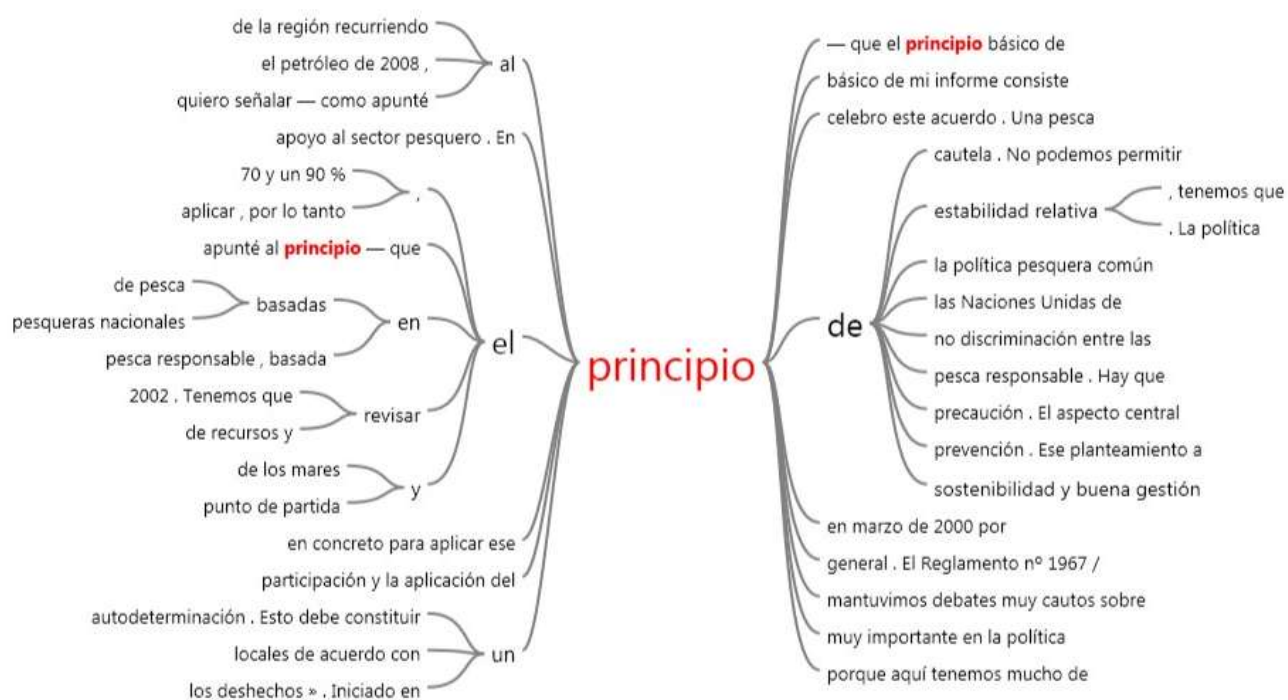 de la región recurriendo
el petróleo de 2008 ,
quiero señalar — como apunté
al
apoyo al sector pesquero . En
70 y un 90 %
aplicar , por lo tanto
,
apunté al principio — que
de pesca
pesqueras nacionales
basadas
pesca responsable , basada
en
2002 . Tenemos que
de recursos y
revisar
de los mares
punto de partida
y
el
en concreto para aplicar ese
participación y la aplicación del
autodeterminación . Esto debe constituir
locales de acuerdo con
los deshechos » . Iniciado en
un
principio
— que el principio básico de
básico de mi informe consiste
celebro este acuerdo . Una pesca
de
cautela . No podemos permitir
estabilidad relativa
, tenemos que
. La política
la política pesquera común
las Naciones Unidas de
no discriminación entre las
pesca responsable . Hay que
precaución . El aspecto central
prevención . Ese planteamiento a
sostenibilidad y buena gestión
en marzo de 2000 por
general . El Reglamento nº 1967 /
mantuvimos debates muy cautos sobre
muy importante en la política
porque aquí tenemos mucho de